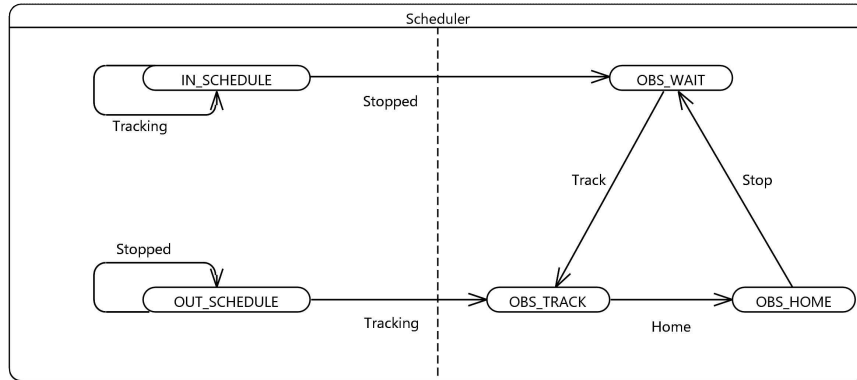 Scheduler
IN_SCHEDULE
OBS_WAIT
Stopped
Tracking
Track
Stop
Stopped
OUT_SCHEDULE
OBS_TRACK
OBS_HOME
Tracking
Home